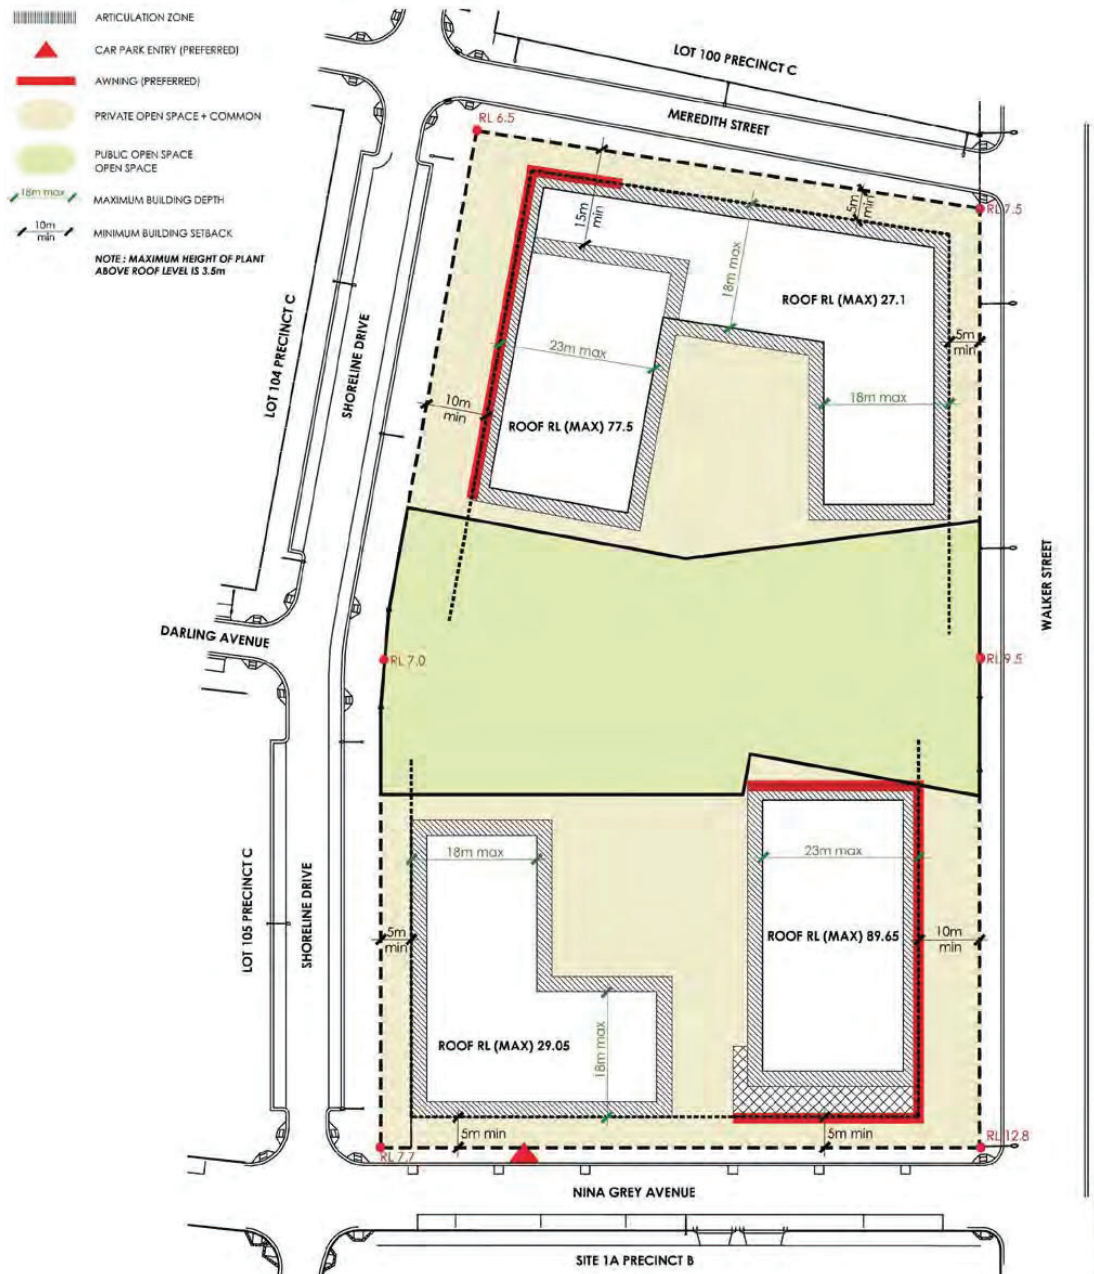 ARTICULATION ZONE
CAR PARK ENTRY (PREFERRED)
AWNING (PREFERRED)
PRIVATE OPEN SPACE + COMMON
PUBLIC OPEN SPACE
OPEN SPACE
18m max
MAXIMUM BUILDING DEPTH
10m
min
MINIMUM BUILDING SETBACK
NOTE : MAXIMUM HEIGHT OF PLANT
ABOVE ROOF LEVEL IS 3.5m
LOT 100 PRECINCT C
MEREDITH STREET
RL 6.5
RL 7.5
15m
min
5m
min
18m max
ROOF RL (MAX) 27.1
LOT 104 PRECINCT C
SHORELINE DRIVE
23m max
5m
min
10m
min
18m max
ROOF RL (MAX) 77.5
WALKER STREET
DARLING AVENUE
RL 7.0
RL 9.5
18m max
23m max
LOT 105 PRECINCT C
SHORELINE DRIVE
5m
min
ROOF RL (MAX) 89.65
10m
min
ROOF RL (MAX) 29.05
18m max
5m min
5m min
RL 7.7
RL 12.8
NINA GREY AVENUE
SITE 1A PRECINCT B